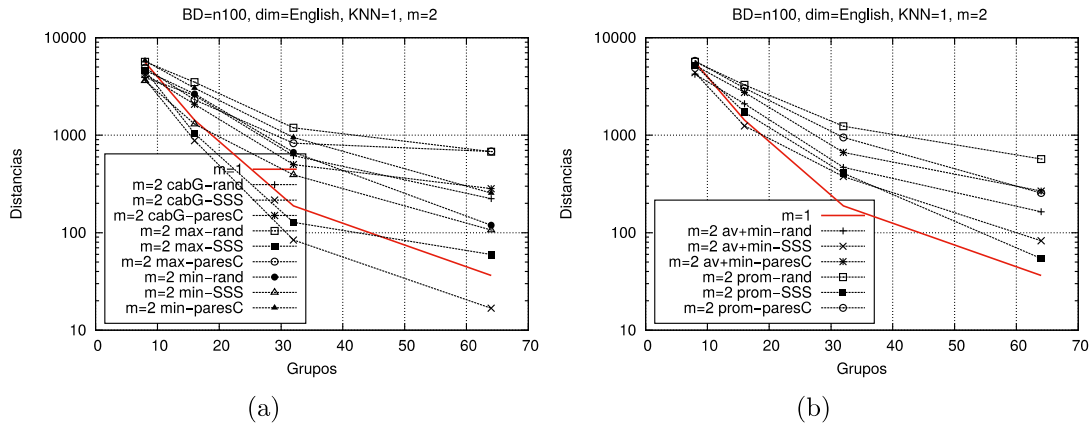 BD=n100, dim=English, KNN=1, m=2
10000
1000
100
10
Distancias
0 10 20 30 40 50 60 70
Grupos
m=1
m=2 cabG-rand
m=2 cabG-SSS
m=2 cabG-paresC
m=2 max-rand
m=2 max-SSS
m=2 max-paresC
m=2 min-rand
m=2 min-SSS
m=2 min-paresC
(a)
BD=n100, dim=English, KNN=1, m=2
10000
1000
100
10
Distancias
0 10 20 30 40 50 60 70
Grupos
m=1
m=2 av+min-rand
m=2 av+min-SSS
m=2 av+min-paresC
m=2 prom-rand
m=2 prom-SSS
m=2 prom-paresC
(b)